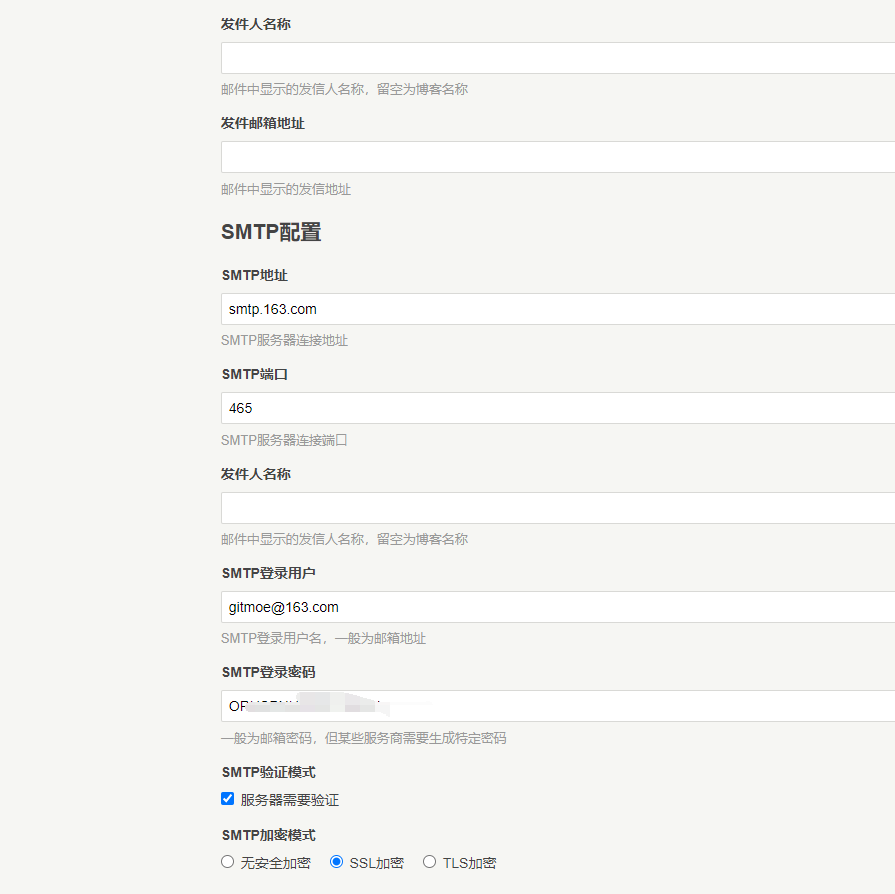 发件人名称
邮件中显示的发信人名称，留空为博客名称
发件邮箱地址
邮件中显示的发信地址
SMTP配置
SMTP地址
smtp.163.com
SMTP服务器连接地址
SMTP端口
465
SMTP服务器连接端口
发件人名称
邮件中显示的发信人名称，留空为博客名称
SMTP登录用户
gitmoe@163.com
SMTP登录用户名，一般为邮箱地址
SMTP登录密码
一般为邮箱密码，但某些服务商需要生成特定密码
SMTP验证模式
服务器需要验证
SMTP加密模式
无安全加密 SSL加密 TLS加密